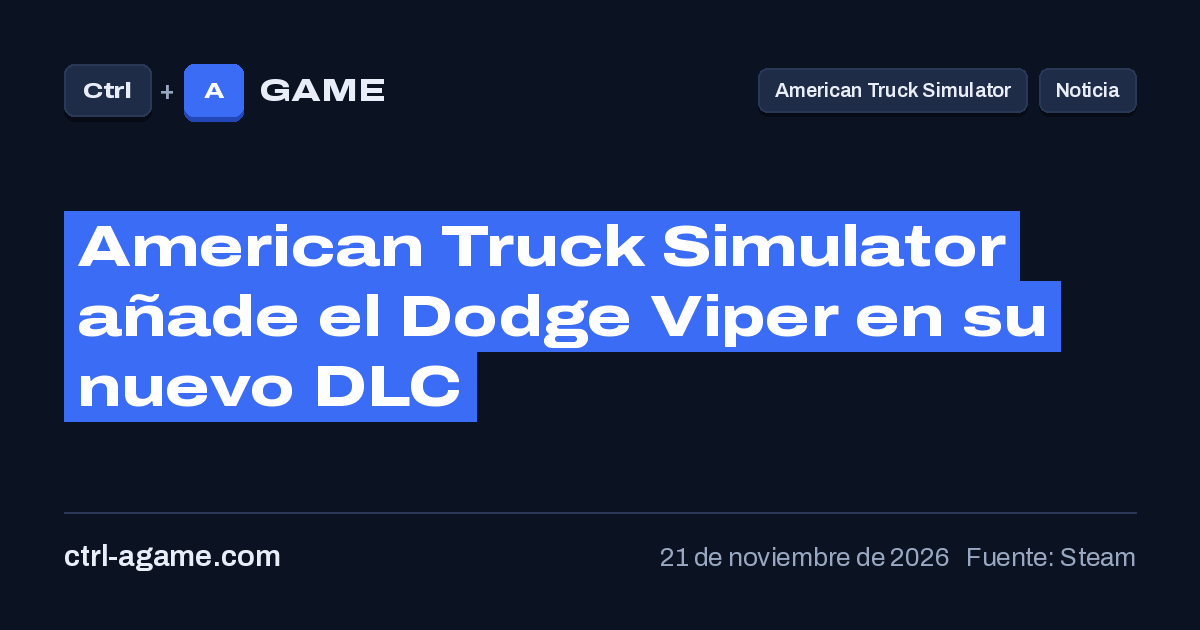 Ctrl + A GAME
American Truck Simulator Noticia
American Truck Simulator
añade el Dodge Viper en su
nuevo DLC
ctrl-agame.com
21 de noviembre de 2026 Fuente: Steam